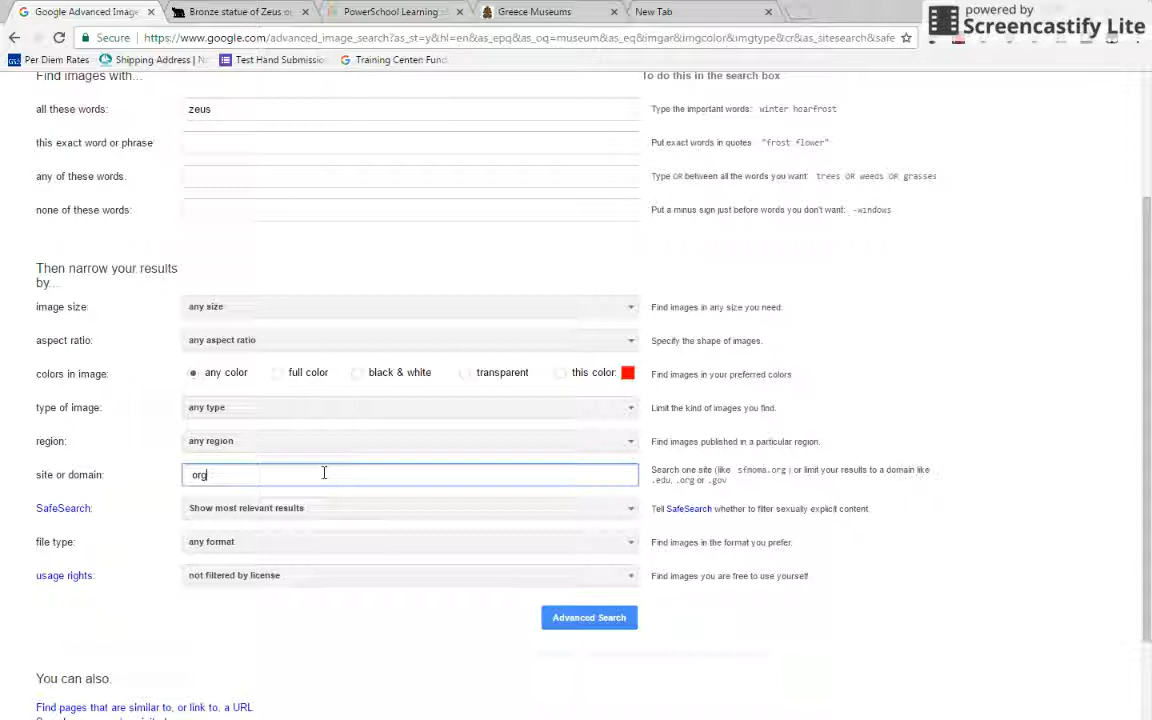 Google Advanced Image
Bronze statue of Zeus o
PowerSchool Learning
Greece Museums
New Tab
powered by
Screencastify Lite
Secure
https://www.google.com/advanced_image_search?as_st=y&hl=en&as_epq&as_oq=museum&as_eq&imgar&imgcolor&imgtype&cr&as_sitesearch&safe
Per Diem Rates
Shipping Address | N
Test Hand Submissio
Training Center Fund
Find images with...
To do this in the search box
all these words:
zeus
Type the important words: winter hoarfrost
this exact word or phrase
Put exact words in quotes "frost flower"
any of these words.
Type OR between all the words you want: trees OR weeds OR grasses
none of these words:
Put a minus sign just before words you don't want: -windows
Then narrow your results
by...
image size:
any size
Find images in any size you need.
aspect ratio:
any aspect ratio
Specify the shape of images.
colors in image:
any color
full color
black & white
transparent
this color:
Find images in your preferred colors
type of image:
any type
Limit the kind of images you find.
region:
any region
Find images published in a particular region.
site or domain:
org
Search one site (like sfmoma.org ) or limit your results to a domain like
.edu, .org or .gov
SafeSearch:
Show most relevant results
Tell SafeSearch whether to filter sexually explicit content.
file type:
any format
Find images in the format you prefer.
usage rights:
not filtered by license
Find images you are free to use yourself
Advanced Search
You can also.
Find pages that are similar to, or link to, a URL